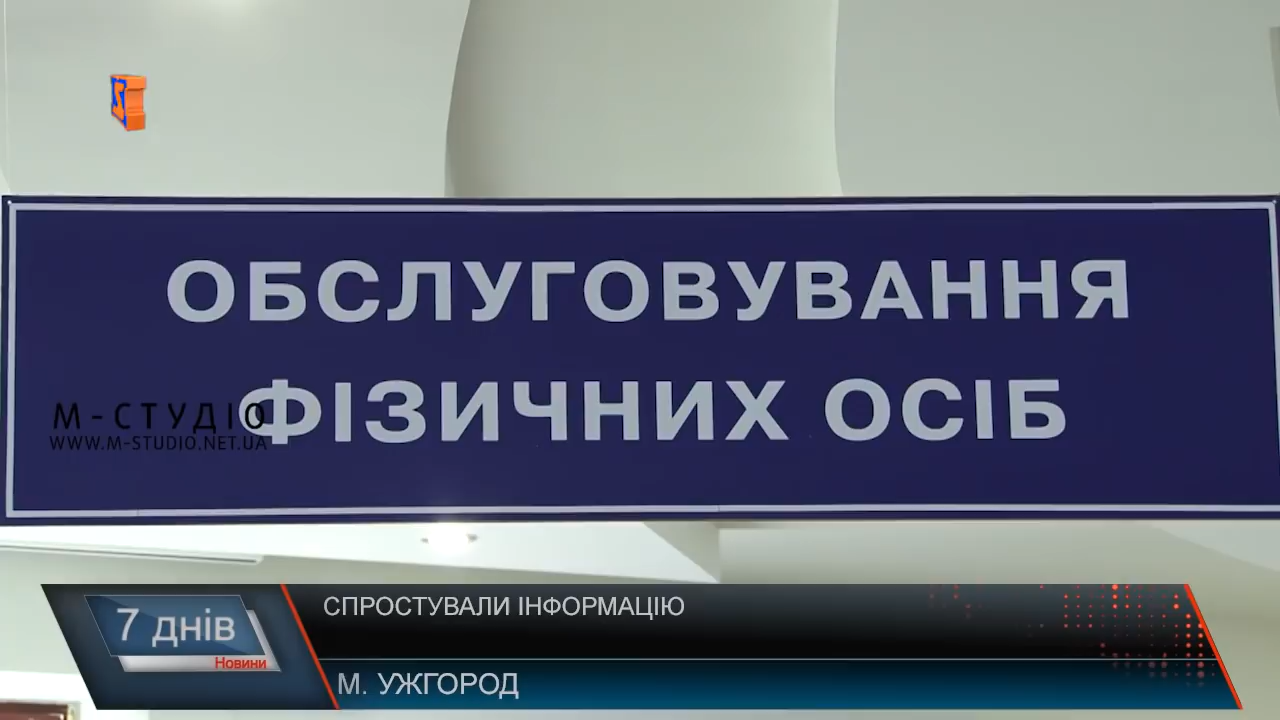 ОБСЛУГОВУВАННЯ
ФІЗИЧНИХ ОСІБ
М-СТУДІО
WWW.M-STUDIO.NET.UA
СПРОСТУВАЛИ ІНФОРМАЦІЮ
7 днів
Новини
М. УЖГОРОД